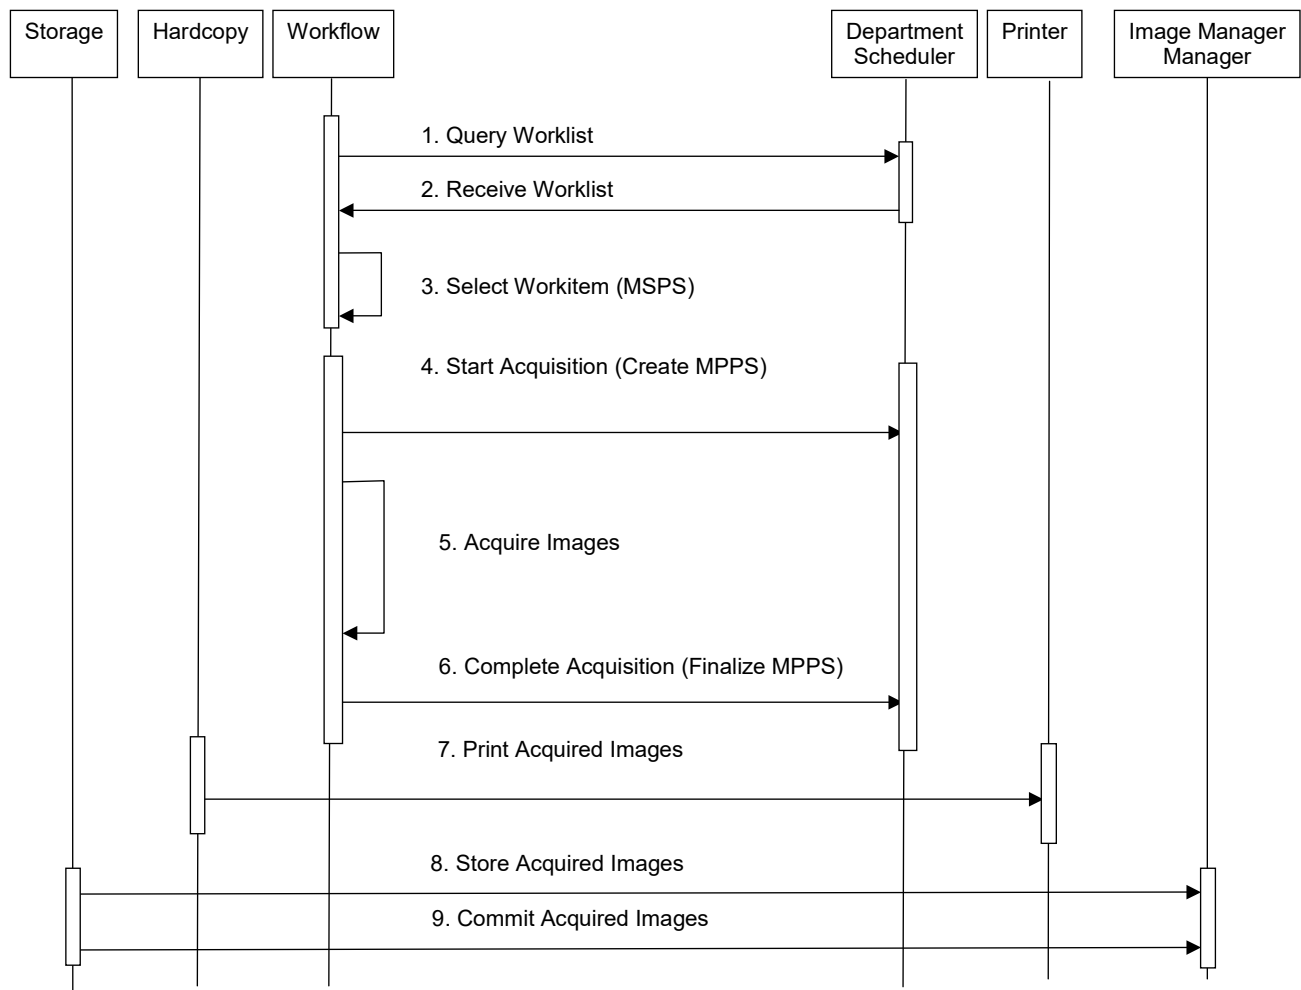 Storage
Hardcopy
Workflow
Department
Scheduler
Printer
Image Manager
Manager
1. Query Worklist
2. Receive Worklist
3. Select Workitem (MSPS)
4. Start Acquisition (Create MPPS)
5. Acquire Images
6. Complete Acquisition (Finalize MPPS)
7. Print Acquired Images
8. Store Acquired Images
9. Commit Acquired Images